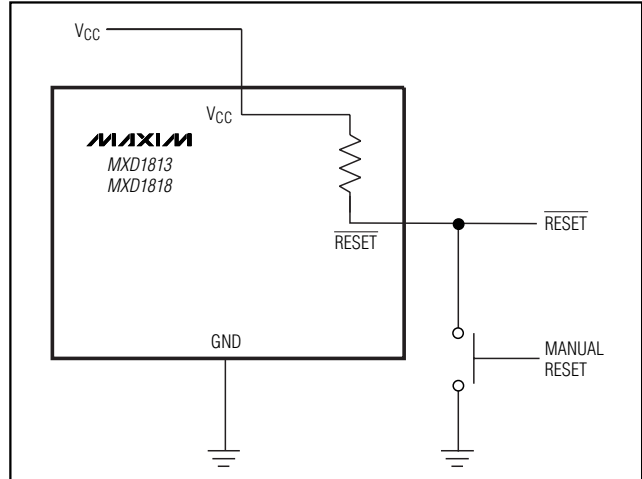 VCC
VCC
MAXIM
MXD1813
MXD1818
RESET
RESET
GND
MANUAL
RESET